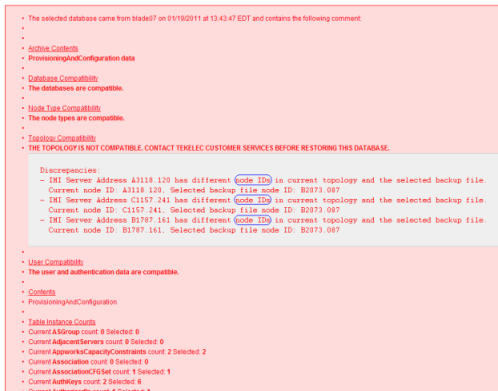 The selected database came from blade07 on 01/19/2011 at 13:43:47 EDT and contains the following comment:
Archive Contents
ProvisioningAndConfiguration data
Database Compatibility
The databases are compatible.
Node Type Compatibility
The node types are compatible.
Topology Compatibility
THE TOPOLOGY IS NOT COMPATIBLE. CONTACT TEKELEC CUSTOMER SERVICES BEFORE RESTORING THIS DATABASE.
Discrepancies:
- IMI Server Address A3118.120 has different node IDs in current topology and the selected backup file.
Current node ID: A3118.120, Selected backup file node ID: B2073.087
- IMI Server Address C1157.241 has different node IDs in current topology and the selected backup file.
Current node ID: C1157.241, Selected backup file node ID: B2073.087
- IMI Server Address B1787.161 has different node IDs in current topology and the selected backup file.
Current node ID: B1787.161, Selected backup file node ID: B2073.087
User Compatibility
The user and authentication data are compatible.
Contents
ProvisioningAndConfiguration
Table Instance Counts
Current ASGroup count: 0 Selected: 0
Current AdjacentServers count: 0 Selected: 0
Current AppworksCapacityConstraints count: 2 Selected: 2
Current Association count: 0 Selected: 0
Current AssociationCFGSet count: 1 Selected: 1
Current AuthKeys count: 2 Selected: 6